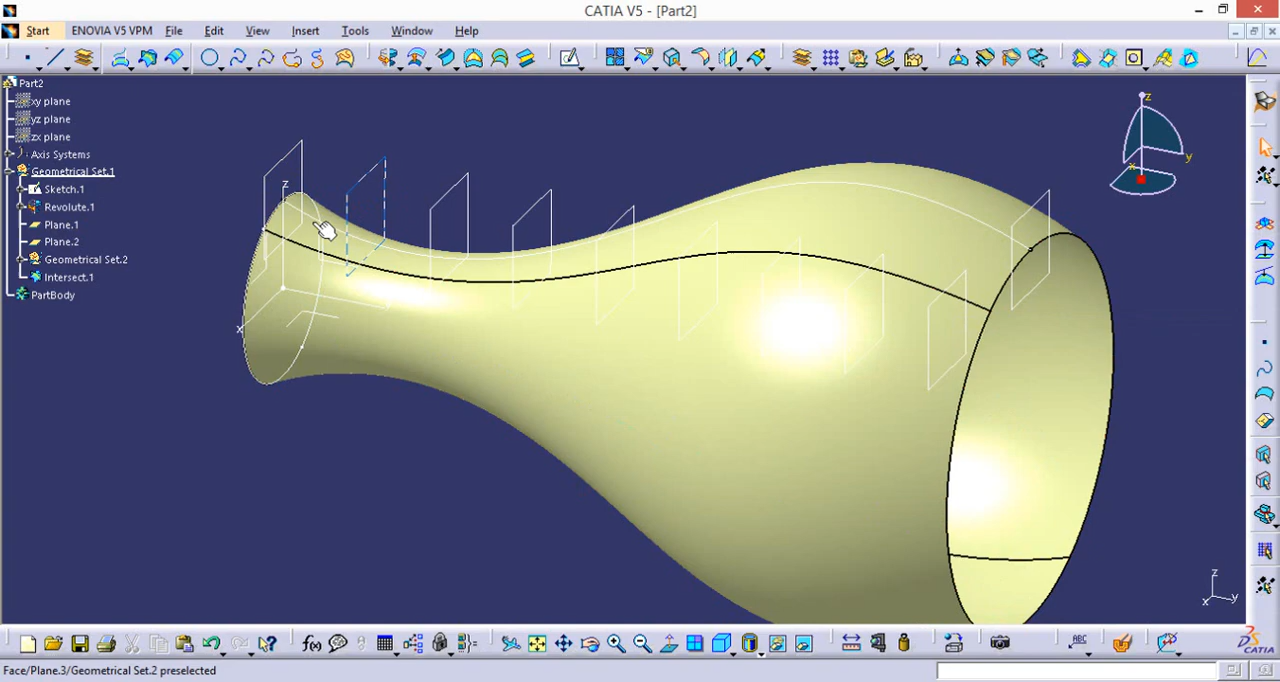 CATIA V5 - [Part2]
Start ENOVIA V5 VPM File Edit View Insert Tools Window Help
Part2
xy plane
yz plane
zx plane
Axis Systems
Geometrical Set.1
Sketch.1
Revolute.1
Plane.1
Plane.2
Geometrical Set.2
Intersect.1
PartBody
z
x
z
y
x
z
y
x
f(x)
ABC
CATIA
Face/Plane.3/Geometrical Set.2 preselected